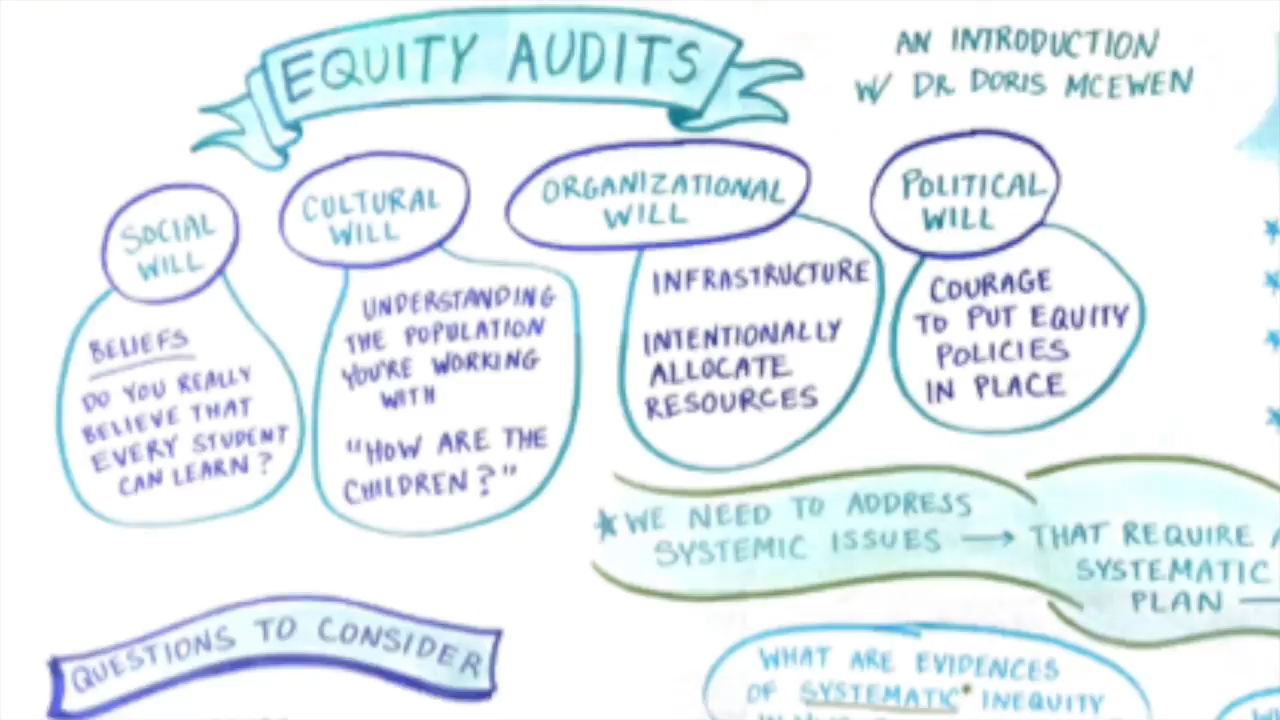 EQUITY AUDITS
AN INTRODUCTION
W/ DR. DORIS MCEWEN
SOCIAL
WILL
BELIEFS
DO YOU REALLY
BELIEVE THAT
EVERY STUDENT
CAN LEARN?
CULTURAL
WILL
UNDERSTANDING
THE POPULATION
YOU'RE WORKING
WITH
"HOW ARE THE
CHILDREN?"
ORGANIZATIONAL
WILL
INFRASTRUCTURE
INTENTIONALLY
ALLOCATE
RESOURCES
POLITICAL
WILL
COURAGE
TO PUT EQUITY
POLICIES
IN PLACE
*WE NEED TO ADDRESS
SYSTEMIC ISSUES →
THAT REQUIRE
SYSTEMATIC
PLAN —
QUESTIONS TO CONSIDER
WHAT ARE EVIDENCES
OF SYSTEMATIC* INEQUITY